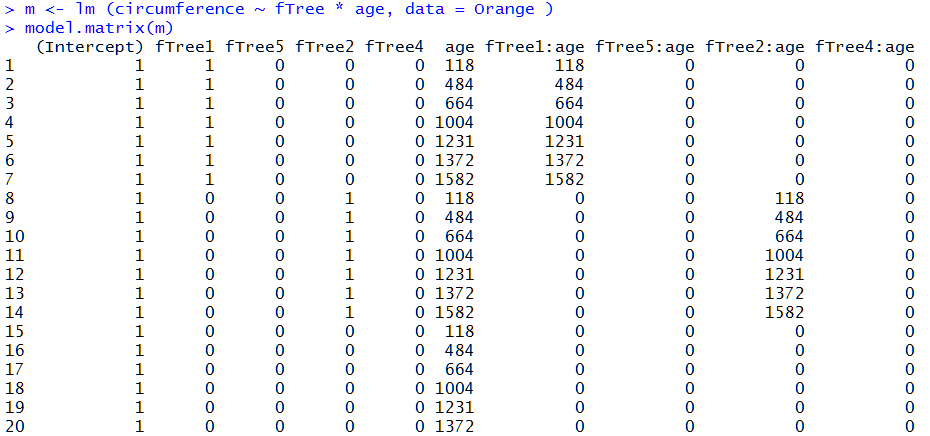 > m <- lm (circumference ~ fTree * age, data = Orange )
> model.matrix(m)
(Intercept) fTree1 fTree5 fTree2 fTree4 age fTree1:age fTree5:age fTree2:age fTree4:age
1 1 1 0 0 0 118 118 0 0 0
2 1 1 0 0 0 484 484 0 0 0
3 1 1 0 0 0 664 664 0 0 0
4 1 1 0 0 0 1004 1004 0 0 0
5 1 1 0 0 0 1231 1231 0 0 0
6 1 1 0 0 0 1372 1372 0 0 0
7 1 1 0 0 0 1582 1582 0 0 0
8 1 0 0 1 0 118 0 0 118 0
9 1 0 0 1 0 484 0 0 484 0
10 1 0 0 1 0 664 0 0 664 0
11 1 0 0 1 0 1004 0 0 1004 0
12 1 0 0 1 0 1231 0 0 1231 0
13 1 0 0 1 0 1372 0 0 1372 0
14 1 0 0 1 0 1582 0 0 1582 0
15 1 0 0 0 0 118 0 0 0 0
16 1 0 0 0 0 484 0 0 0 0
17 1 0 0 0 0 664 0 0 0 0
18 1 0 0 0 0 1004 0 0 0 0
19 1 0 0 0 0 1231 0 0 0 0
20 1 0 0 0 0 1372 0 0 0 0